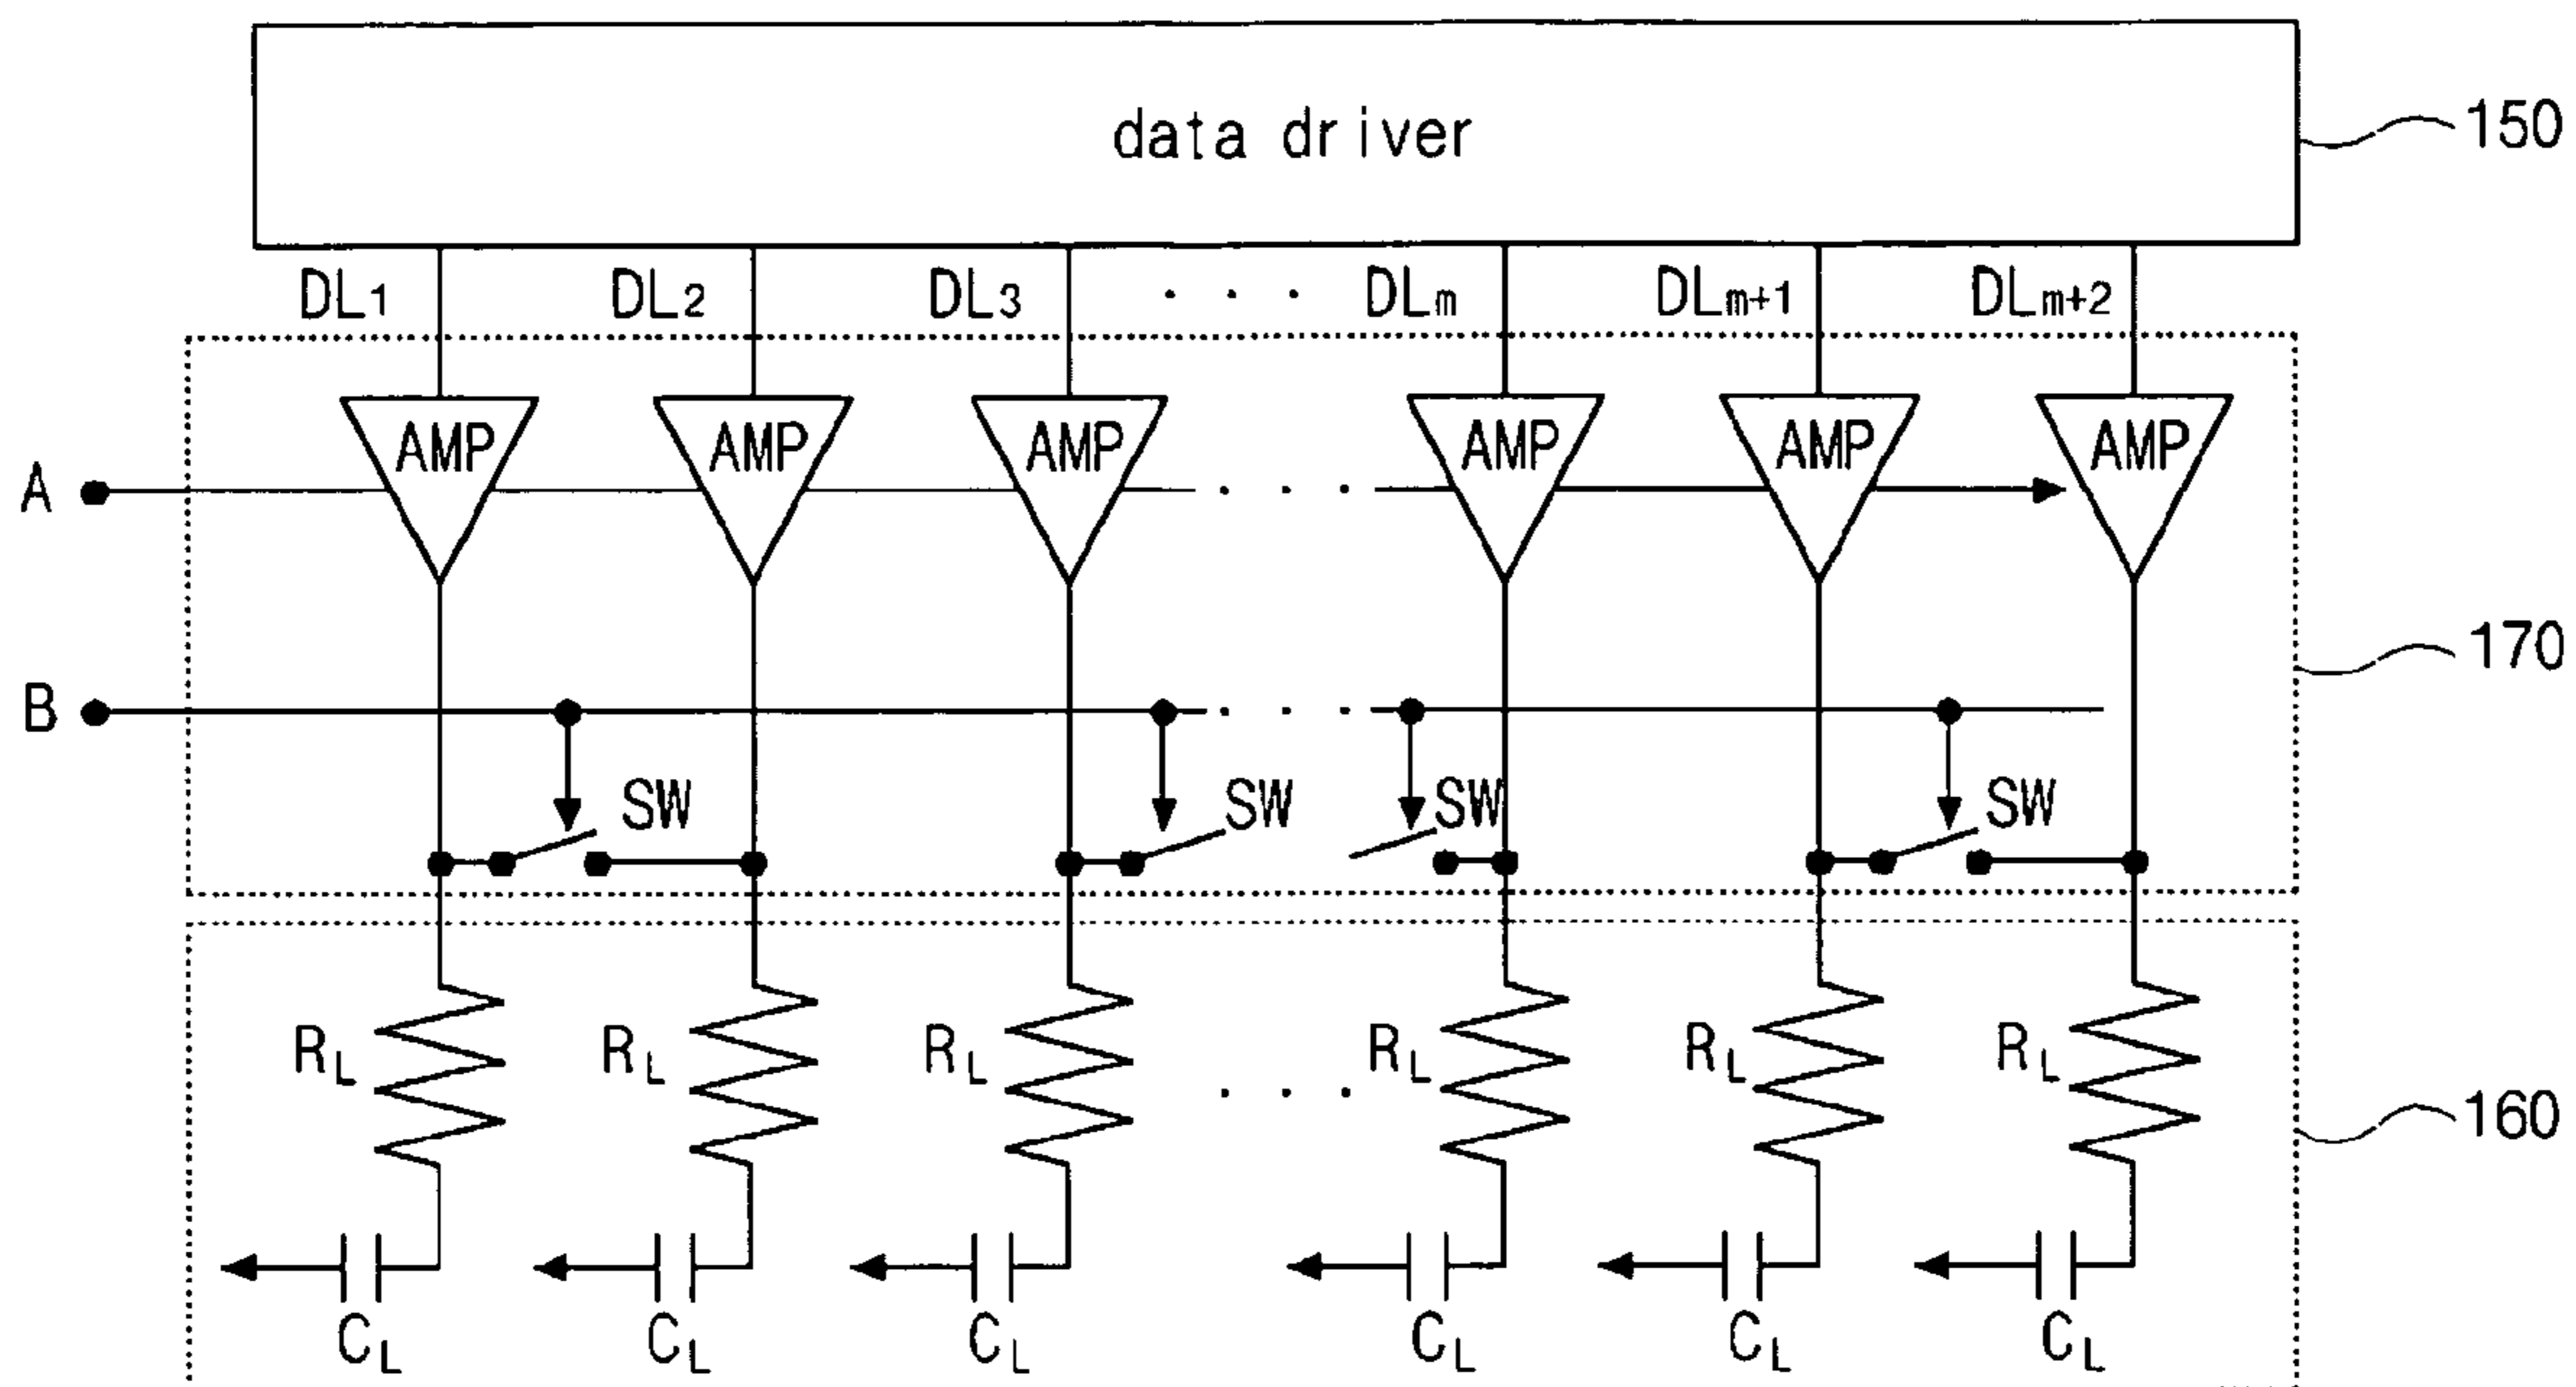 data driver
150
DL1 DL2 DL3 . . . DLm DLm+1 DLm+2
AMP AMP AMP AMP AMP AMP
A . . .
170
B . . .
SW SW SW SW
RL RL RL . . . RL RL RL
160
CL CL CL CL CL CL